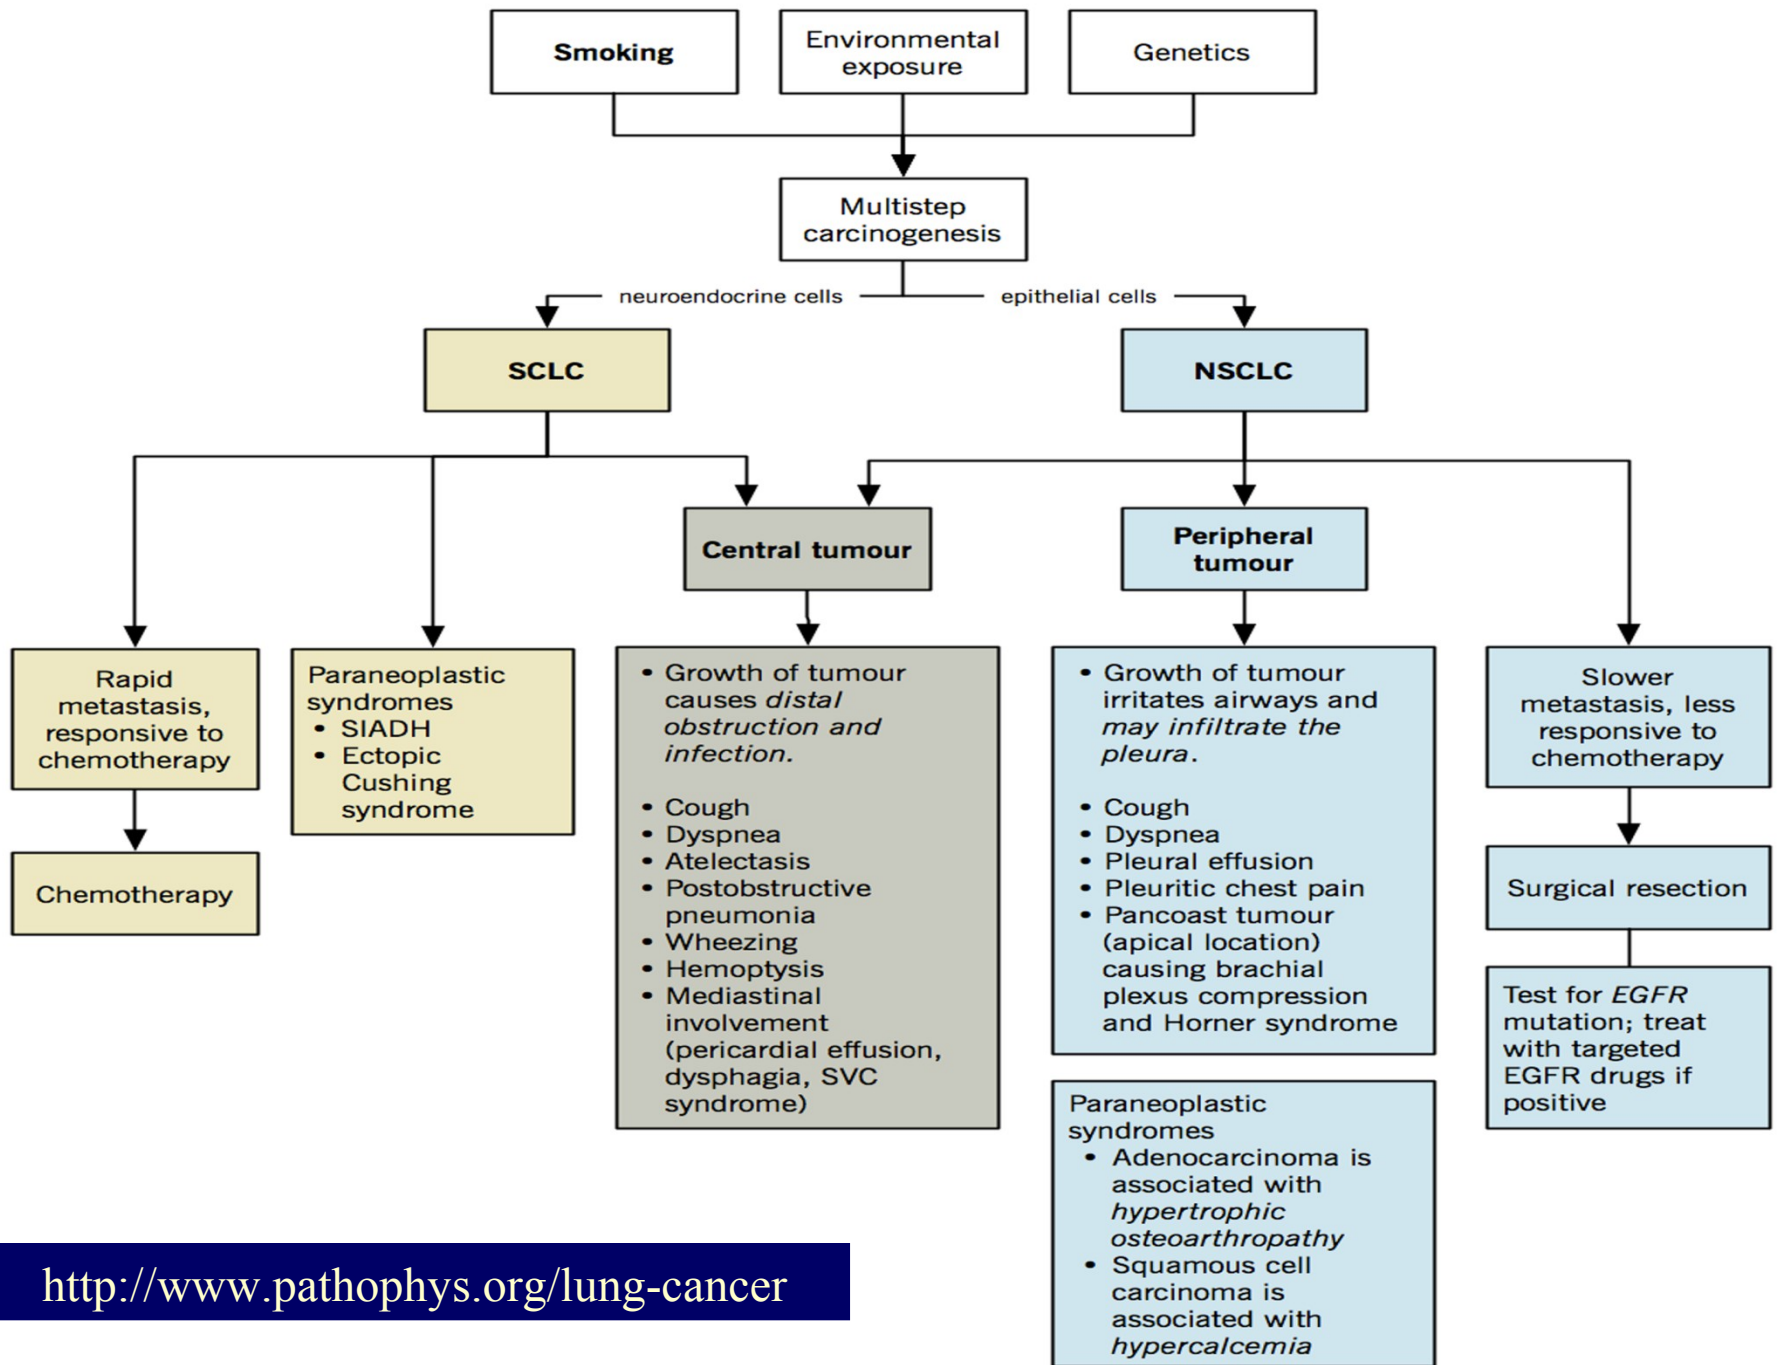 Smoking
Environmental
exposure
Genetics
Multistep
carcinogenesis
neuroendocrine cells
epithelial cells
SCLC
NSCLC
Central tumour
Peripheral
tumour
Rapid
metastasis,
responsive to
chemotherapy
Chemotherapy
Paraneoplastic
syndromes
• SIADH
• Ectopic
Cushing
syndrome
• Growth of tumour
causes distal
obstruction and
infection.
• Cough
• Dyspnea
• Atelectasis
• Postobstructive
pneumonia
• Wheezing
• Hemoptysis
• Mediastinal
involvement
(pericardial effusion,
dysphagia, SVC
syndrome)
• Growth of tumour
irritates airways and
may infiltrate the
pleura.
• Cough
• Dyspnea
• Pleural effusion
• Pleuritic chest pain
• Pancoast tumour
(apical location)
causing brachial
plexus compression
and Horner syndrome
Paraneoplastic
syndromes
• Adenocarcinoma is
associated with
hypertrophic
osteoarthropathy
• Squamous cell
carcinoma is
associated with
hypercalcemia
Slower
metastasis, less
responsive to
chemotherapy
Surgical resection
Test for EGFR
mutation; treat
with targeted
EGFR drugs if
positive
http://www.pathophys.org/lung-cancer